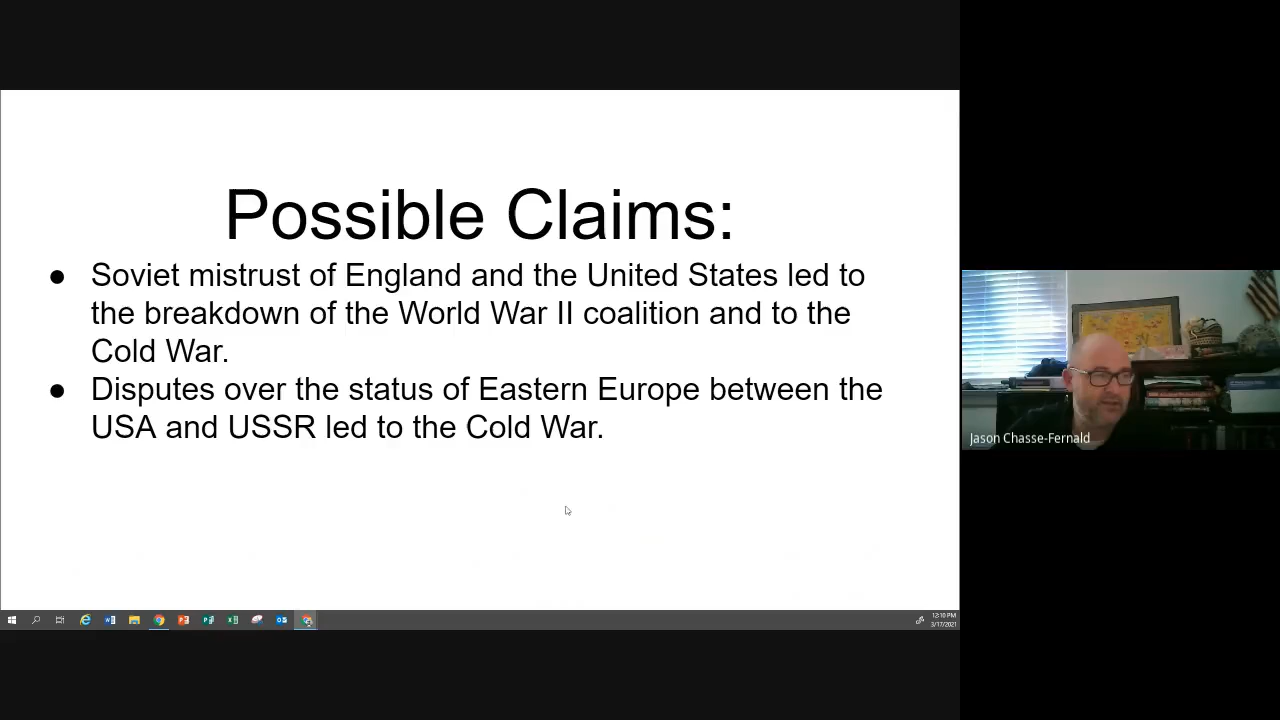 Possible Claims:
● Soviet mistrust of England and the United States led to
the breakdown of the World War II coalition and to the
Cold War.
● Disputes over the status of Eastern Europe between the
USA and USSR led to the Cold War.
Jason Chasse-Fernald
12:10 PM
3/17/2021